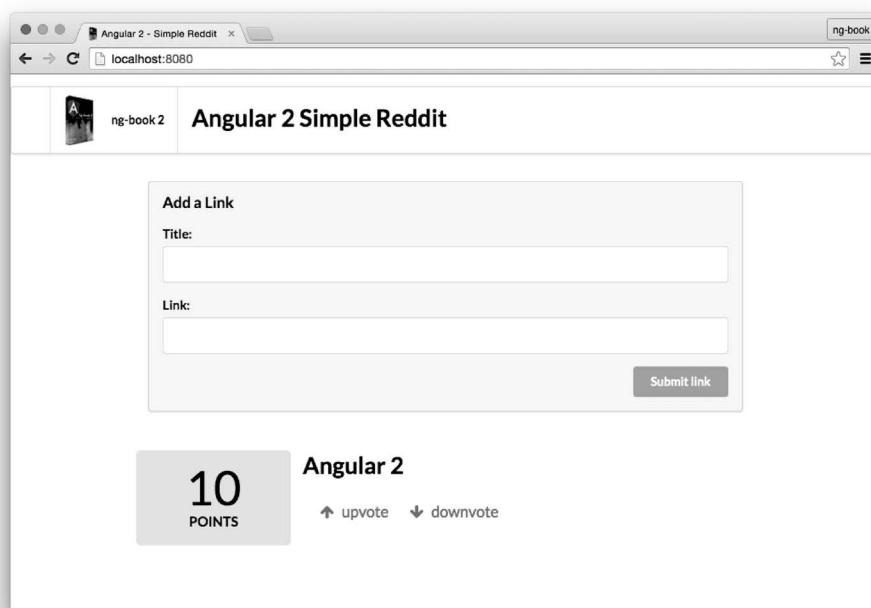 Angular 2 - Simple Reddit
ng-book
localhost:8080
ng-book 2
Angular 2 Simple Reddit
Add a Link
Title:
Link:
Submit link
10
POINTS
Angular 2
upvote downvote